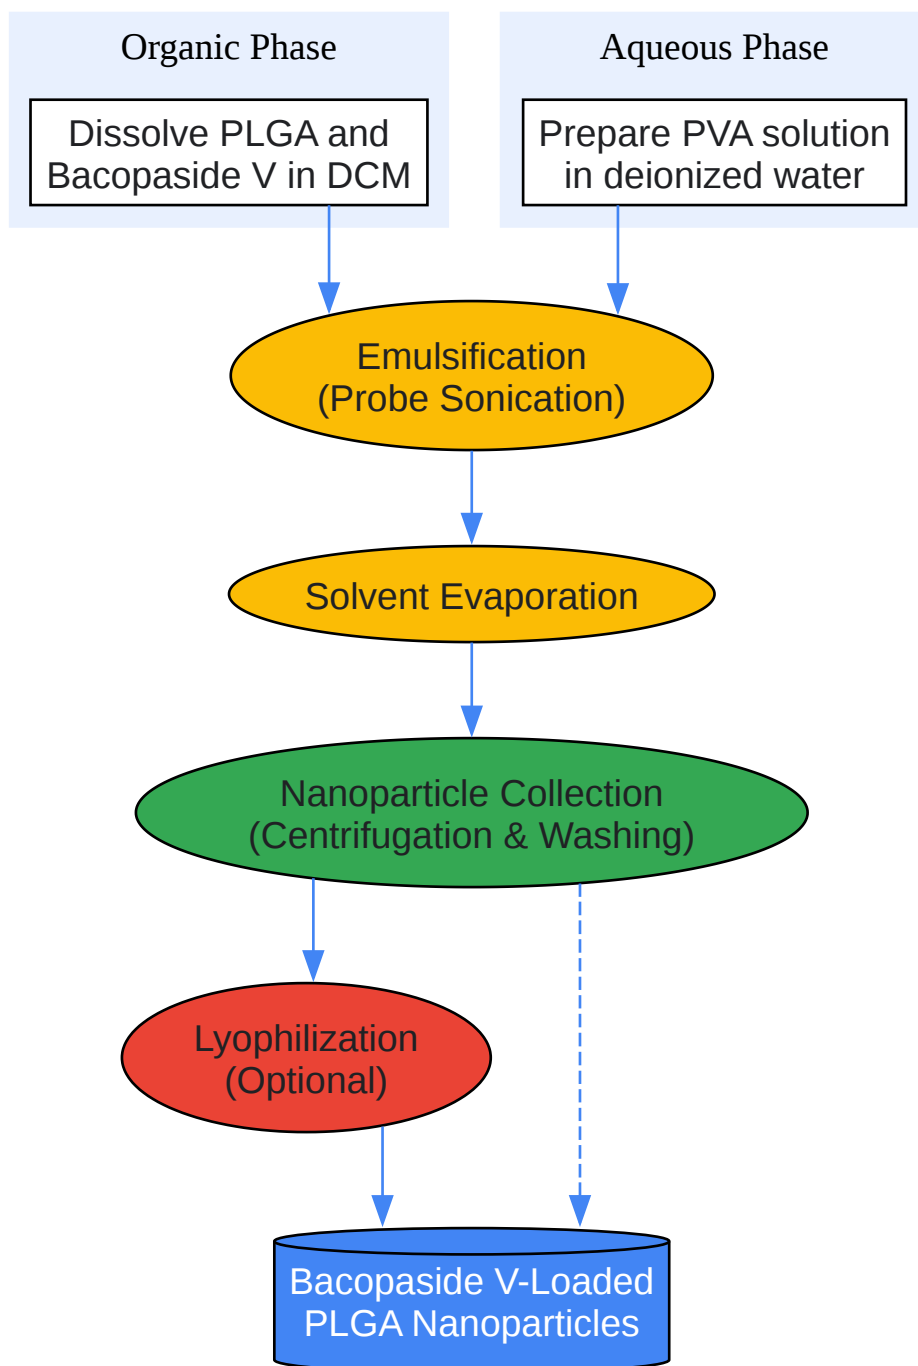 Organic Phase
Aqueous Phase
Dissolve PLGA and
Bacopaside V in DCM
Prepare PVA solution
in deionized water
Emulsification
(Probe Sonication)
Solvent Evaporation
Nanoparticle Collection
(Centrifugation & Washing)
Lyophilization
(Optional)
Bacopaside V-Loaded
PLGA Nanoparticles